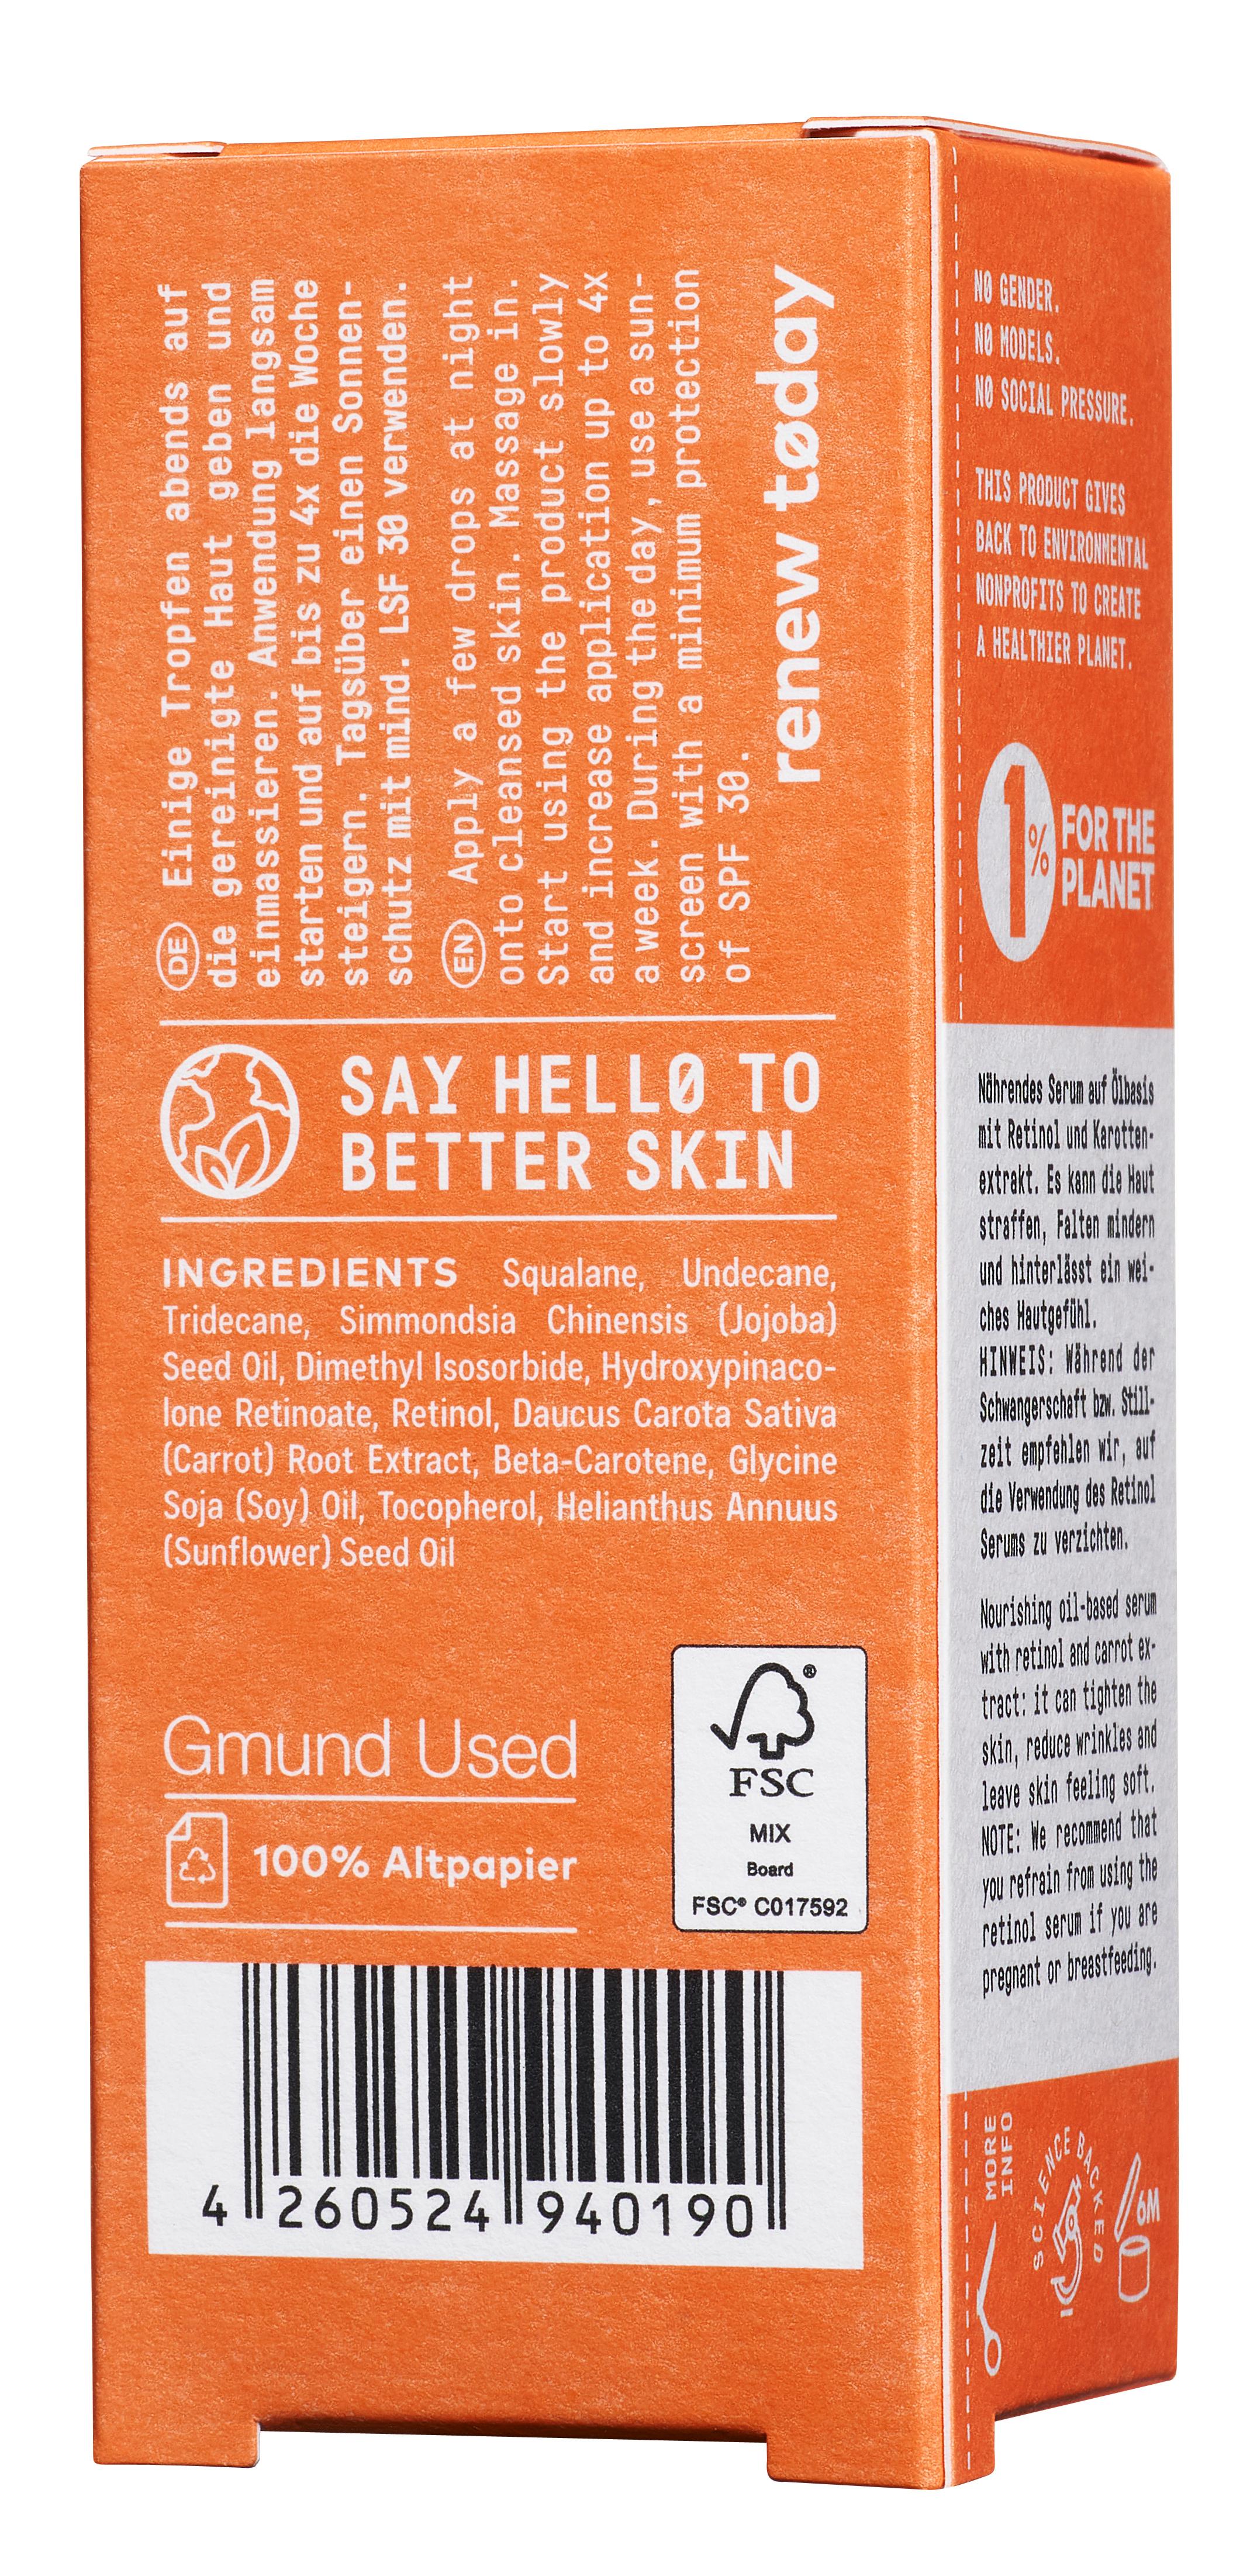 DE Einige Tropfen abends auf
die gereinigte Haut geben und
einmassieren. Anwendung langsam
starten und auf bis zu 4x die Woche
steigern. Tagsüber einen Sonnen-
schutz mit mind. LSF 30 verwenden.
EN Apply a few drops at night
onto cleansed skin. Massage in.
Start using the product slowly
and increase application up to 4x
a week. During the day, use a sun-
screen with a minimum protection
of SPF 30.
renew tøday
SAY HELLØ TO
BETTER SKIN
INGREDIENTS Squalane, Undecane,
Tridecane, Simmondsia Chinensis (Jojoba)
Seed Oil, Dimethyl Isosorbide, Hydroxypinaco-
lone Retinoate, Retinol, Daucus Carota Sativa
(Carrot) Root Extract, Beta-Carotene, Glycine
Soja (Soy) Oil, Tocopherol, Helianthus Annuus
(Sunflower) Seed Oil
Gmund Used
100% Altpapier
®
FSC
MIX
Board
FSC® C017592
4 260524 940190
NØ GENDER.
NØ MODELS.
NØ SOCIAL PRESSURE.
THIS PRODUCT GIVES
BACK TO ENVIRONMENTAL
NONPROFITS TO CREATE
A HEALTHIER PLANET.
1%
FOR THE
PLANET
Nährendes Serum auf Ölbasis
mit Retinol und Karotten-
extrakt. Es kann die Haut
straffen, Falten mindern
und hinterlässt ein wei-
ches Hautgefühl.
HINWEIS: Während der
Schwangerschaft bzw. Still-
zeit empfehlen wir, auf
die Verwendung des Retinol
Serums zu verzichten.
Nourishing oil-based serum
with retinol and carrot ex-
tract: it can tighten the
skin, reduce wrinkles and
leave skin feeling soft.
NOTE: We recommend that
you refrain from using the
retinol serum if you are
pregnant or breastfeeding.
MORE
INFO
SCIENCE BACKED
6M